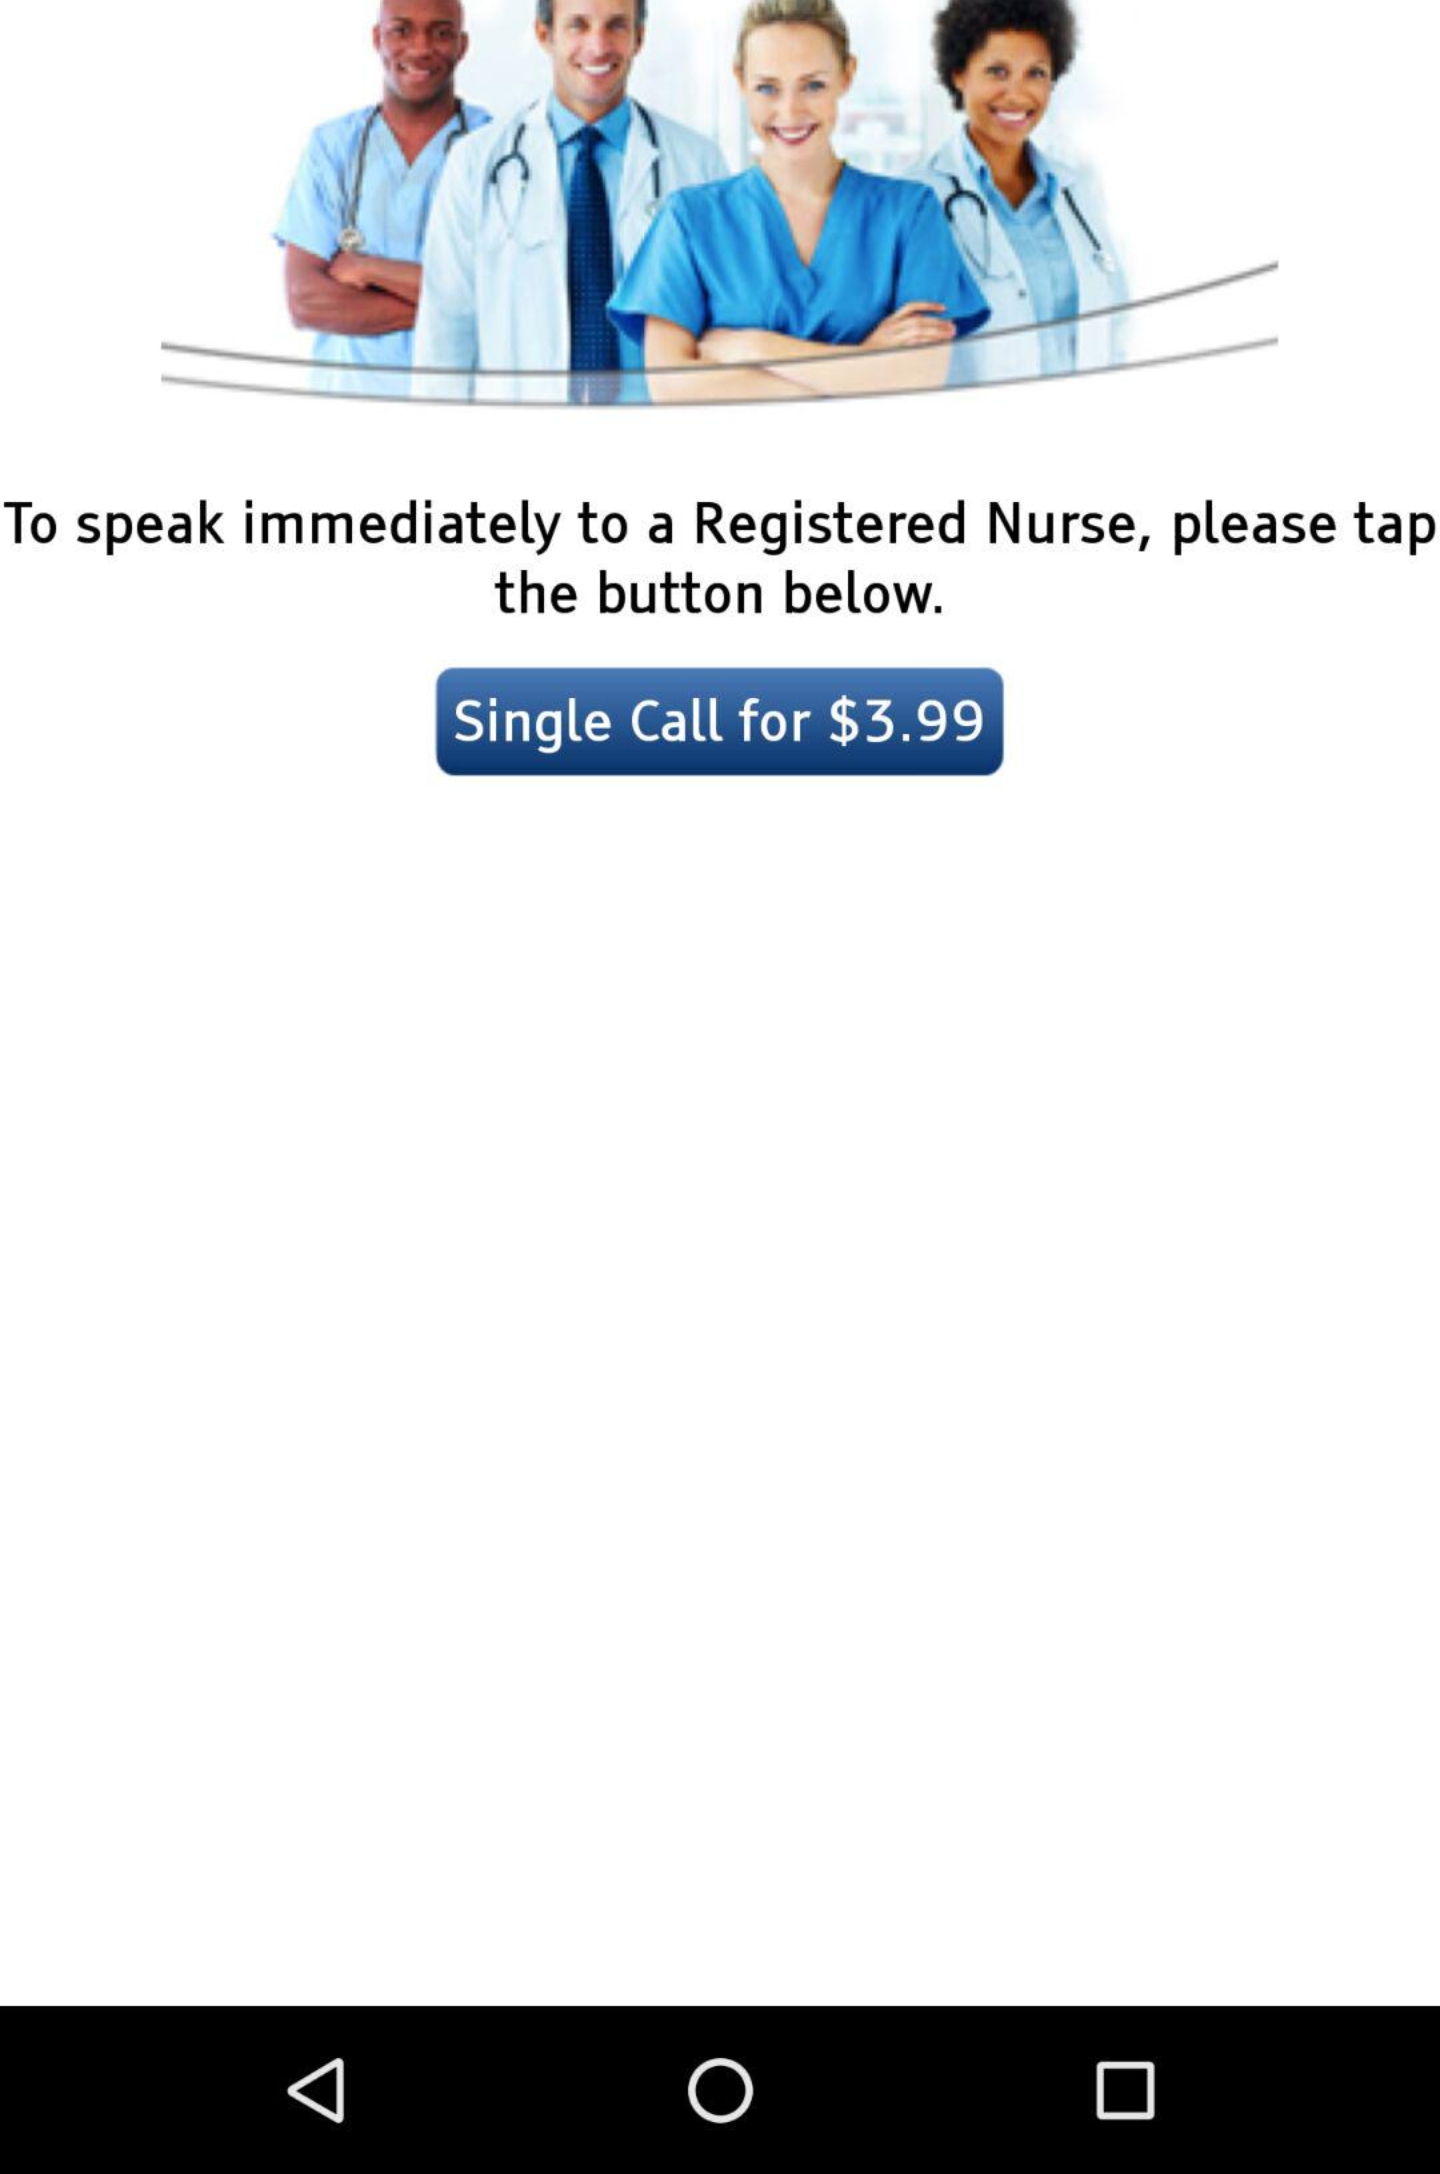 To speak immediately to a Registered Nurse, please tap
the button below.
Single Call for $3.99